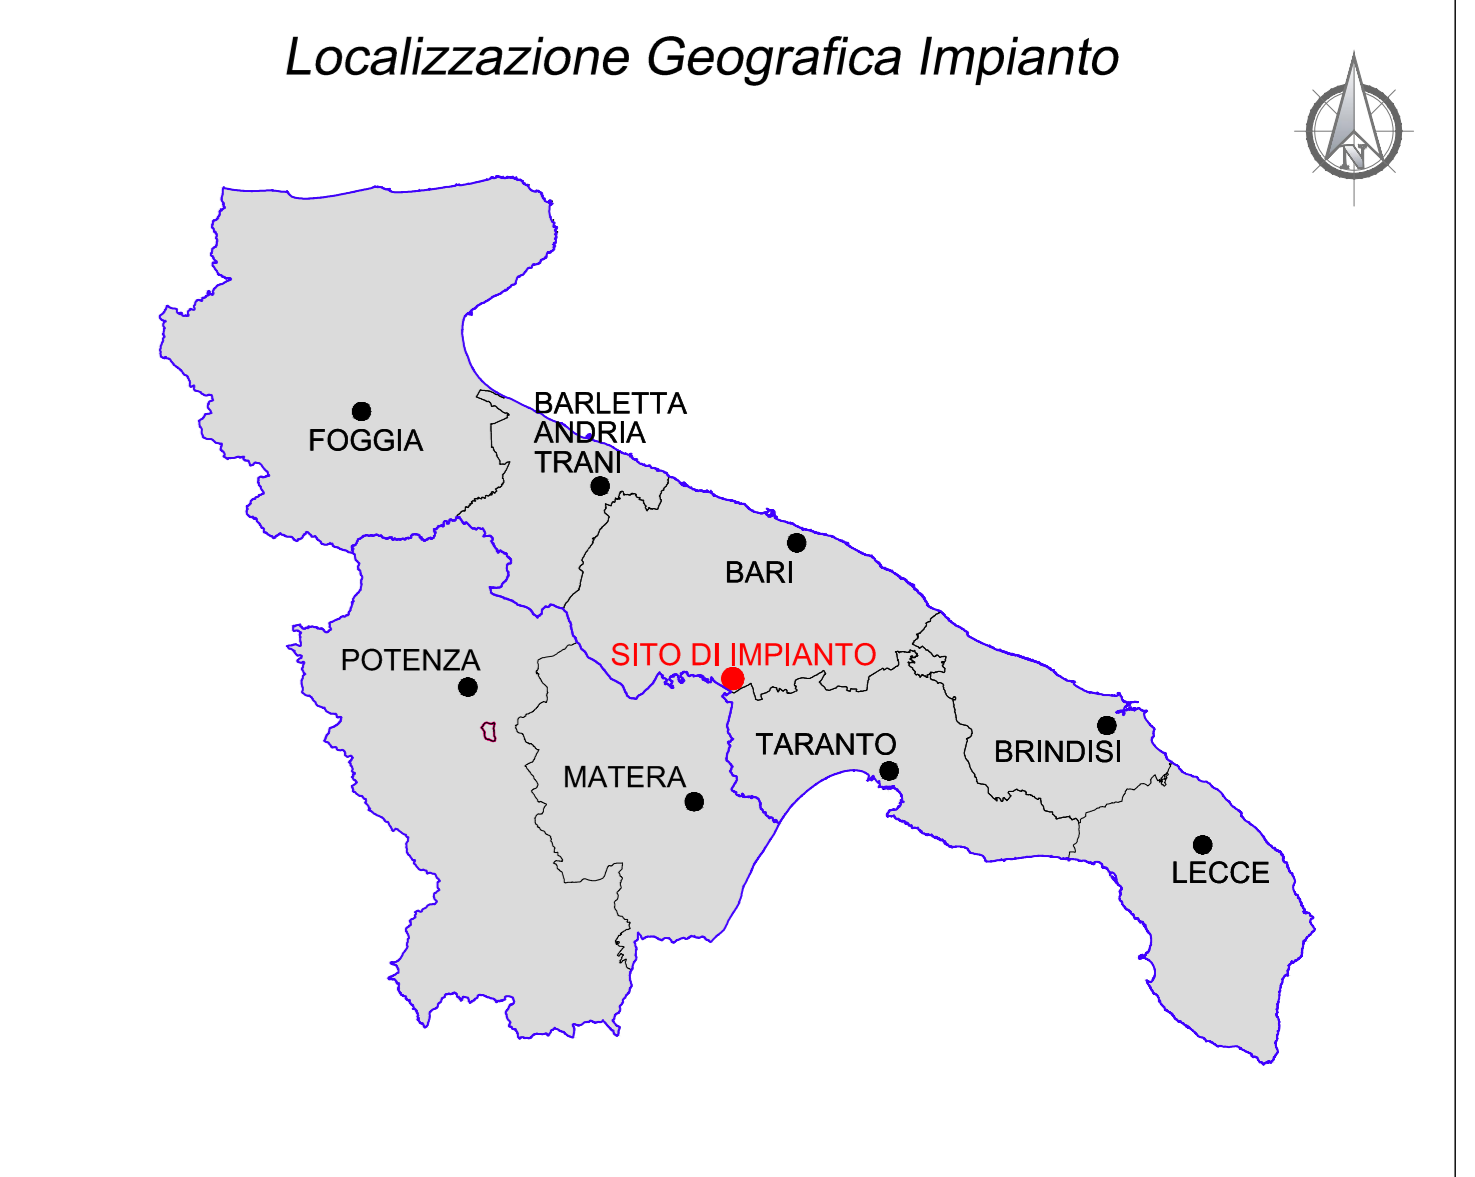 Localizzazione Geografica Impianto
N
BARLETTA
ANDRIA
TRANI
FOGGIA
BARI
SITO DI IMPIANTO
POTENZA
TARANTO
BRINDISI
MATERA
LECCE